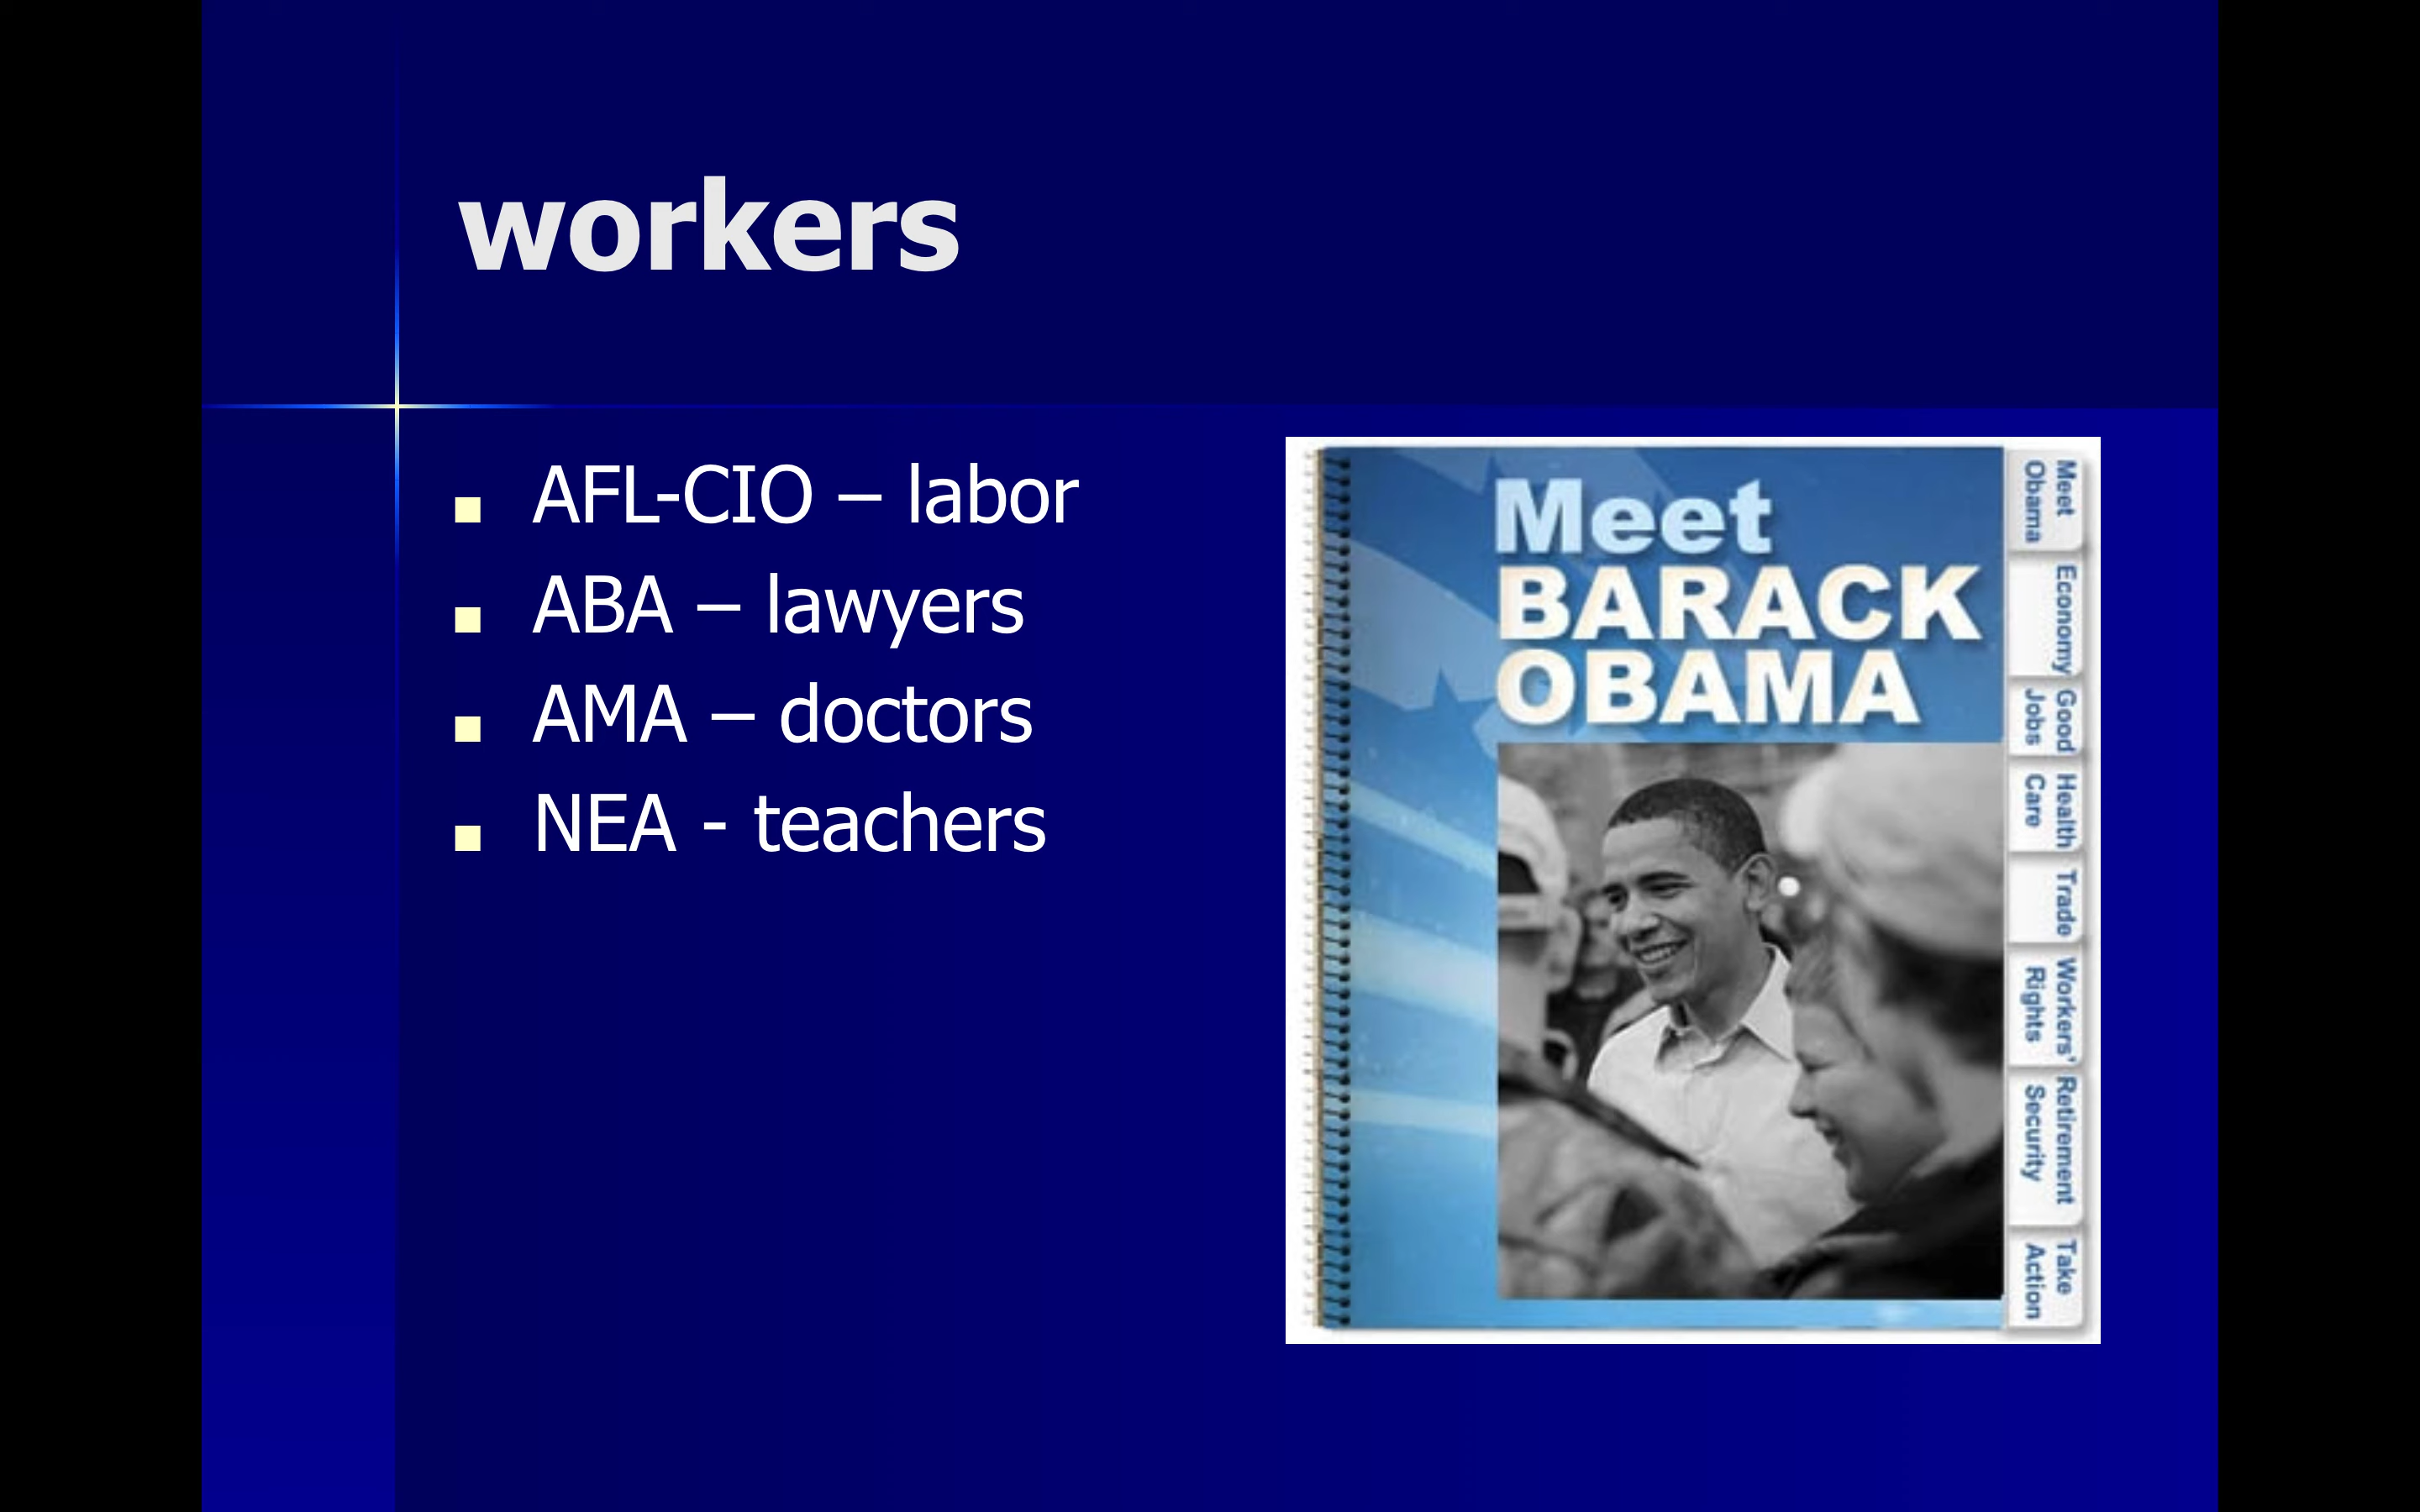 workers
AFL-CIO – labor
ABA – lawyers
AMA – doctors
NEA - teachers
Meet
BARACK
OBAMA
Meet
Obama
Economy
Good
Jobs
Health
Care
Trade
Workers'
Rights
Retirement
Security
Take
Action